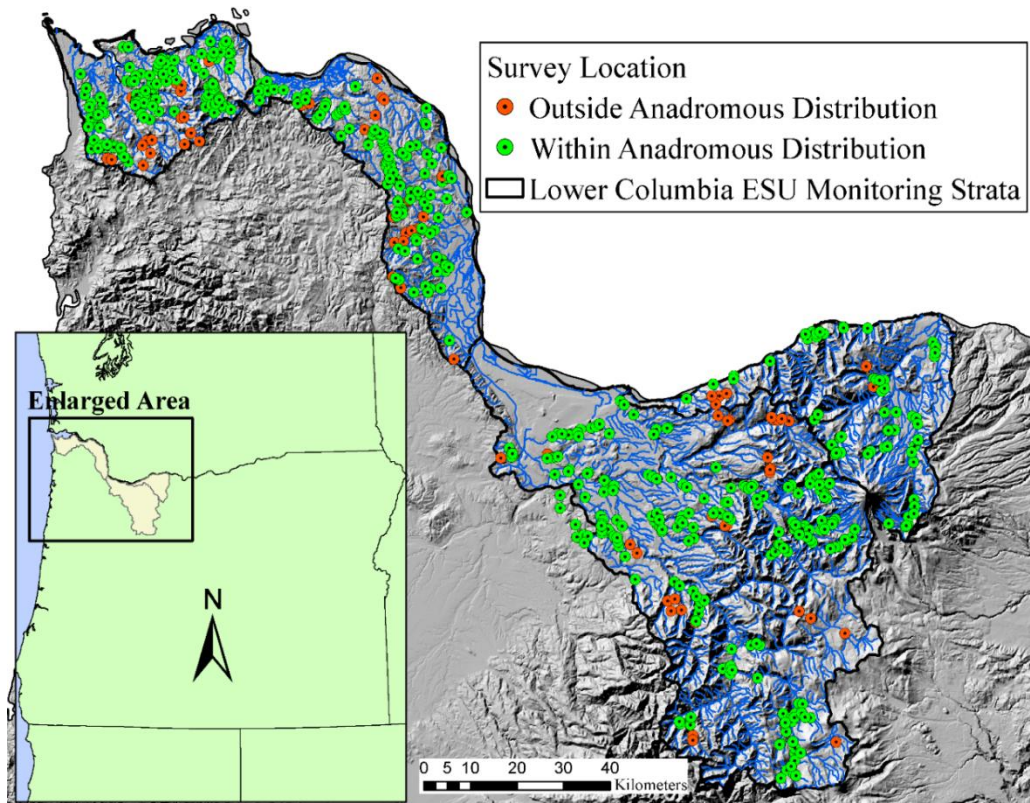 Survey Location
Outside Anadromous Distribution
Within Anadromous Distribution
Lower Columbia ESU Monitoring Strata
Enlarged Area
N
0 5 10 20 30 40
Kilometers